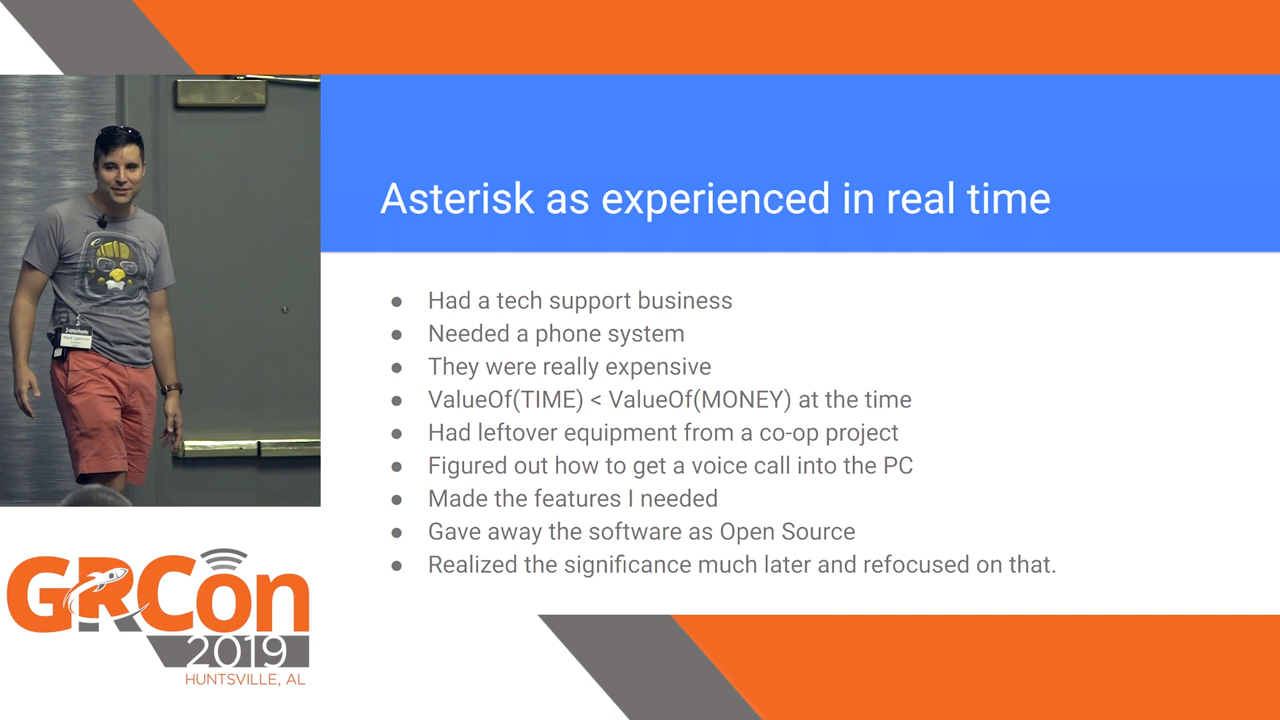 Asterisk as experienced in real time
● Had a tech support business
● Needed a phone system
● They were really expensive
● ValueOf(TIME) < ValueOf(MONEY) at the time
● Had leftover equipment from a co-op project
● Figured out how to get a voice call into the PC
● Made the features I needed
● Gave away the software as Open Source
● Realized the significance much later and refocused on that.
Mark Spencer
GRCon
2019
HUNTSVILLE, AL